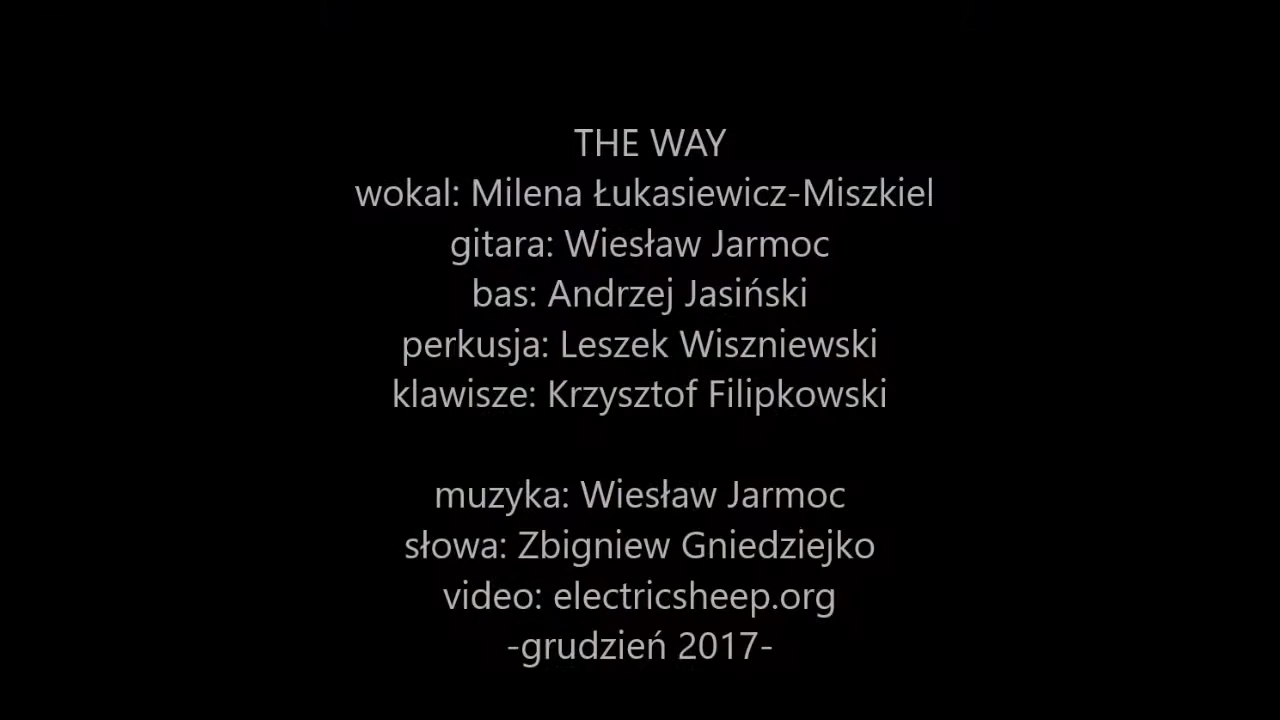 THE WAY
wokal: Milena Łukasiewicz-Miszkiel
gitara: Wiesław Jarmoc
bas: Andrzej Jasiński
perkusja: Leszek Wiszniewski
klawisze: Krzysztof Filipkowski
muzyka: Wiesław Jarmoc
słowa: Zbigniew Gniedziejko
video: electricsheep.org
-grudzień 2017-